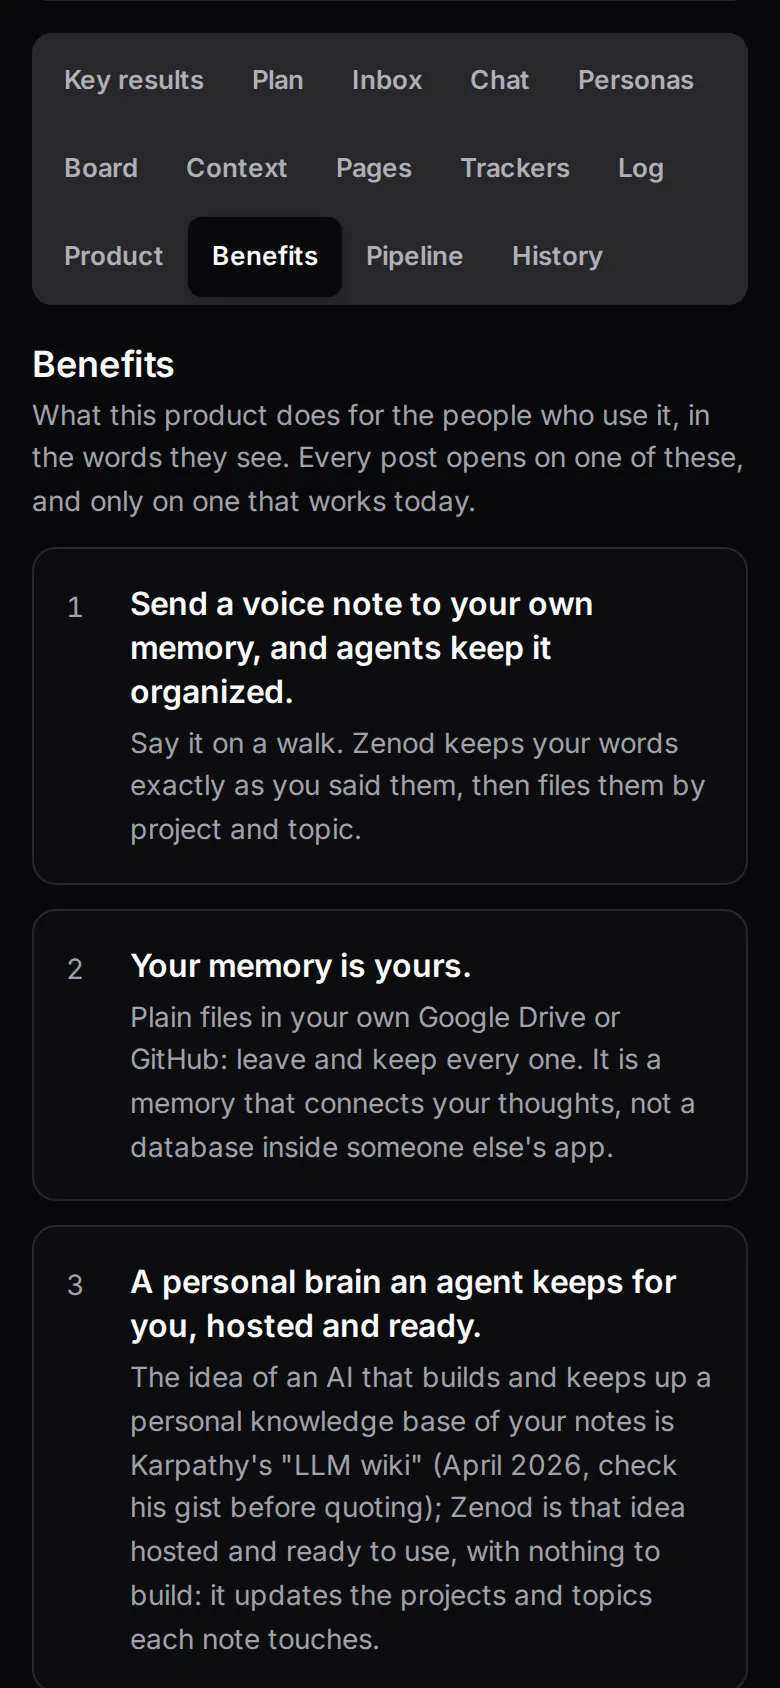 Key results Plan Inbox Chat Personas
Board Context Pages Trackers Log
Product Benefits Pipeline History
Benefits
What this product does for the people who use it, in
the words they see. Every post opens on one of these,
and only on one that works today.
1 Send a voice note to your own
memory, and agents keep it
organized.
Say it on a walk. Zenod keeps your words
exactly as you said them, then files them by
project and topic.
2 Your memory is yours.
Plain files in your own Google Drive or
GitHub: leave and keep every one. It is a
memory that connects your thoughts, not a
database inside someone else's app.
3 A personal brain an agent keeps for
you, hosted and ready.
The idea of an AI that builds and keeps up a
personal knowledge base of your notes is
Karpathy's "LLM wiki" (April 2026, check
his gist before quoting); Zenod is that idea
hosted and ready to use, with nothing to
build: it updates the projects and topics
each note touches.